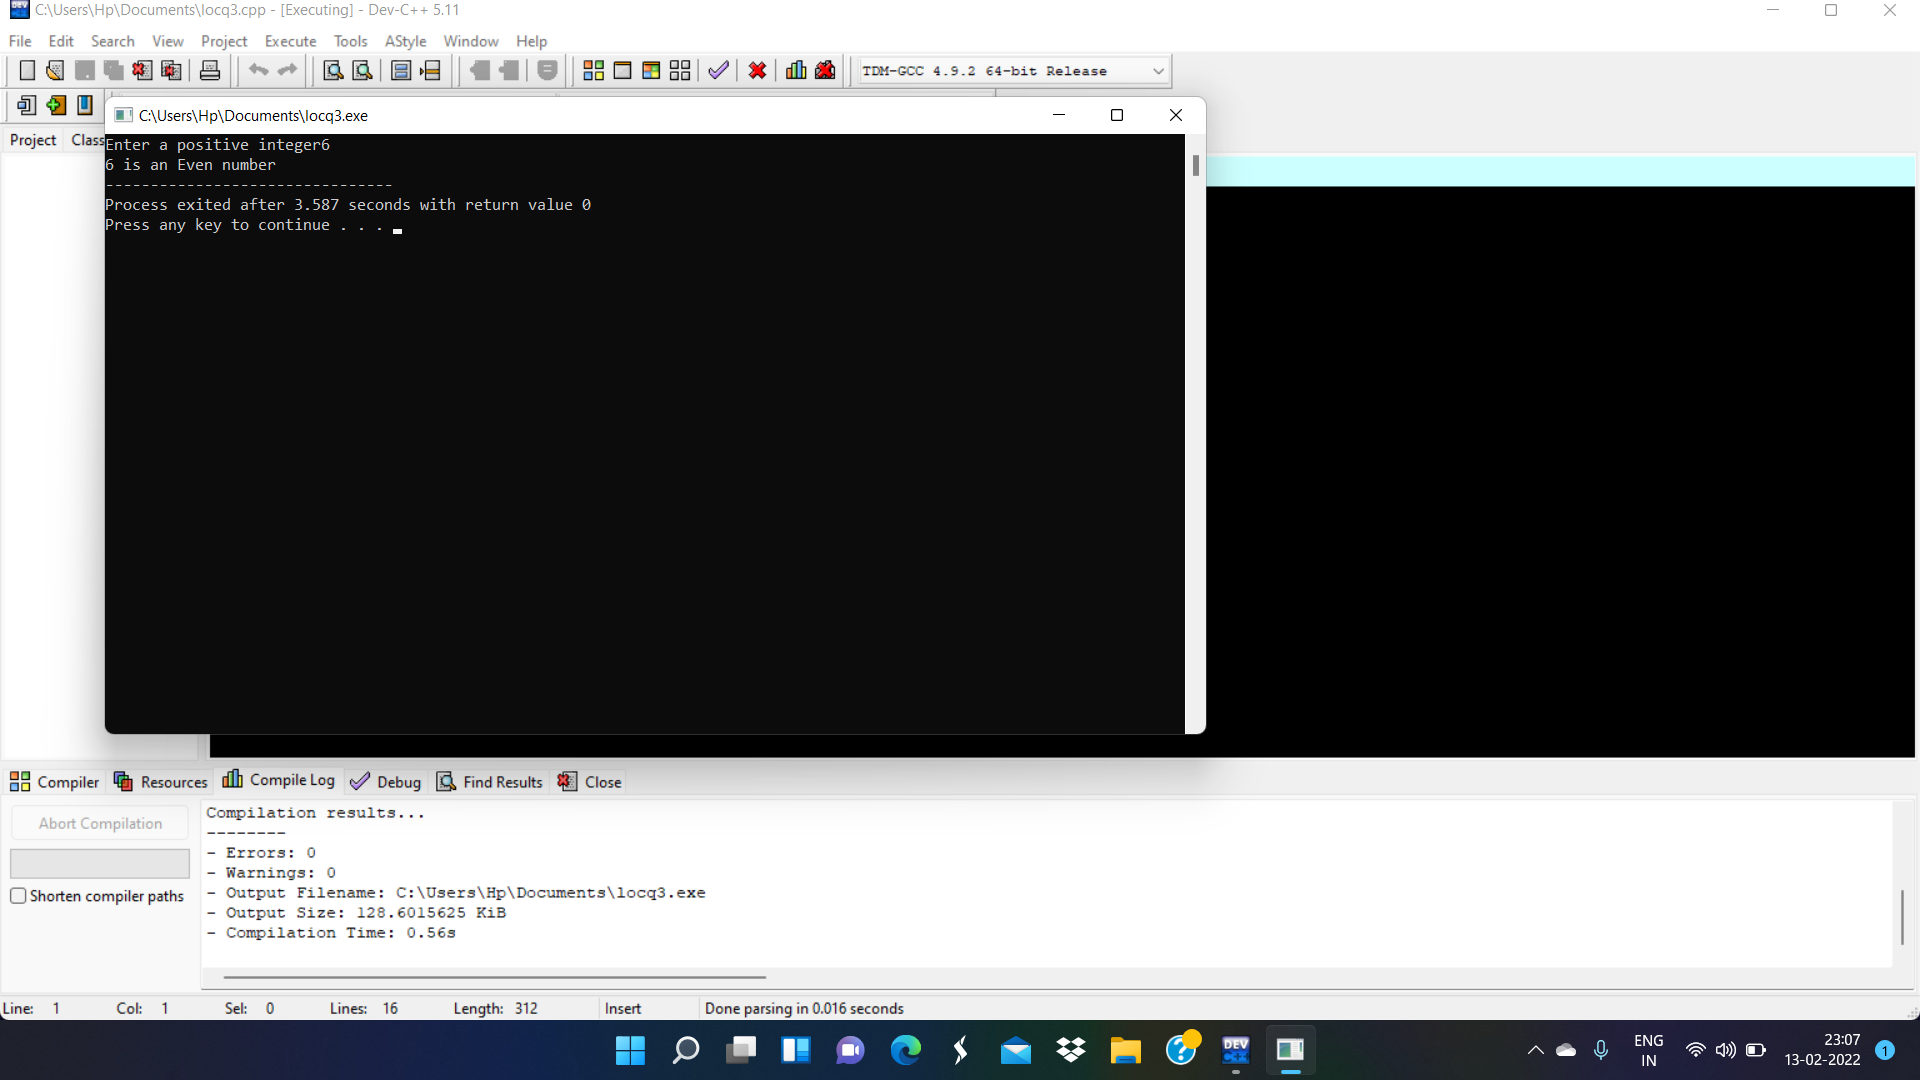 C:\Users\Hp\Documents\locq3.cpp - [Executing] - Dev-C++ 5.11
File Edit Search View Project Execute Tools AStyle Window Help
TDM-GCC 4.9.2 64-bit Release
C:\Users\Hp\Documents\locq3.exe
Project Class
Enter a positive integer6
6 is an Even number
--------------------------------
Process exited after 3.587 seconds with return value 0
Press any key to continue . . .
Compiler Resources Compile Log Debug Find Results Close
Abort Compilation
Shorten compiler paths
Compilation results...
--------
- Errors: 0
- Warnings: 0
- Output Filename: C:\Users\Hp\Documents\locq3.exe
- Output Size: 128.6015625 KiB
- Compilation Time: 0.56s
Line: 1 Col: 1 Sel: 0 Lines: 16 Length: 312 Insert Done parsing in 0.016 seconds
DEV C++
ENG
IN
23:07
13-02-2022
1